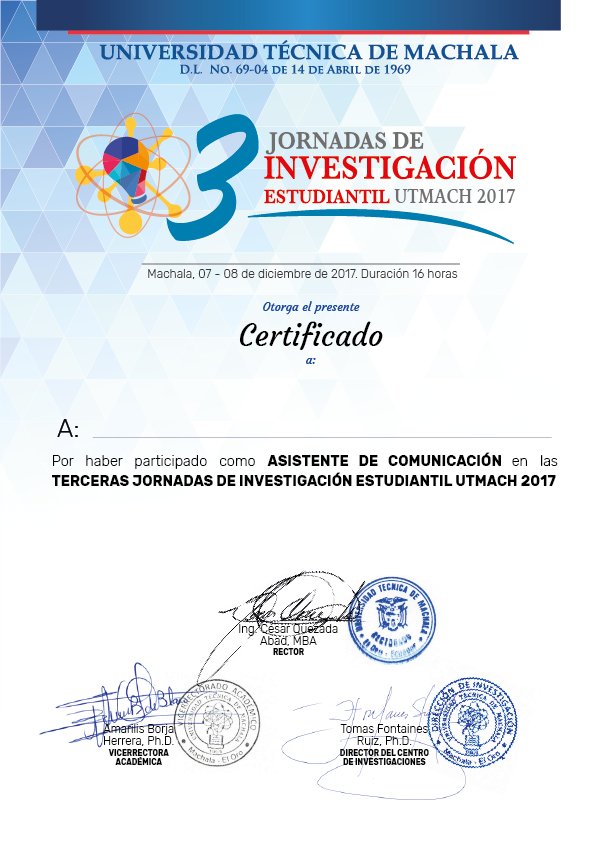 UNIVERSIDAD TÉCNICA DE MACHALA
D.L. No. 69-04 DE 14 DE ABRIL DE 1969
3 JORNADAS DE
INVESTIGACIÓN
ESTUDIANTIL UTMACH 2017
Machala, 07 - 08 de diciembre de 2017. Duración 16 horas
Otorga el presente
Certificado
a:
A:
Por haber participado como ASISTENTE DE COMUNICACIÓN en las
TERCERAS JORNADAS DE INVESTIGACIÓN ESTUDIANTIL UTMACH 2017
Ing. César Quezada
Abad, MBA
RECTOR
UNIVERSIDAD TECNICA DE MACHALA
RECTORADO
El Oro - Ecuador
Amarilis Borja
Herrera, Ph.D.
VICERRECTORA
ACADÉMICA
VICERRECTORADO ACADÉMICO
UNIVERSIDAD TECNICA DE MACHALA
1969
Machala - El Oro
Tomas Fontaines
Ruiz, Ph.D.
DIRECTOR DEL CENTRO
DE INVESTIGACIONES
DIRECCIÓN DE INVESTIGACIÓN
UNIVERSIDAD TECNICA DE MACHALA
1969
Machala - El Oro